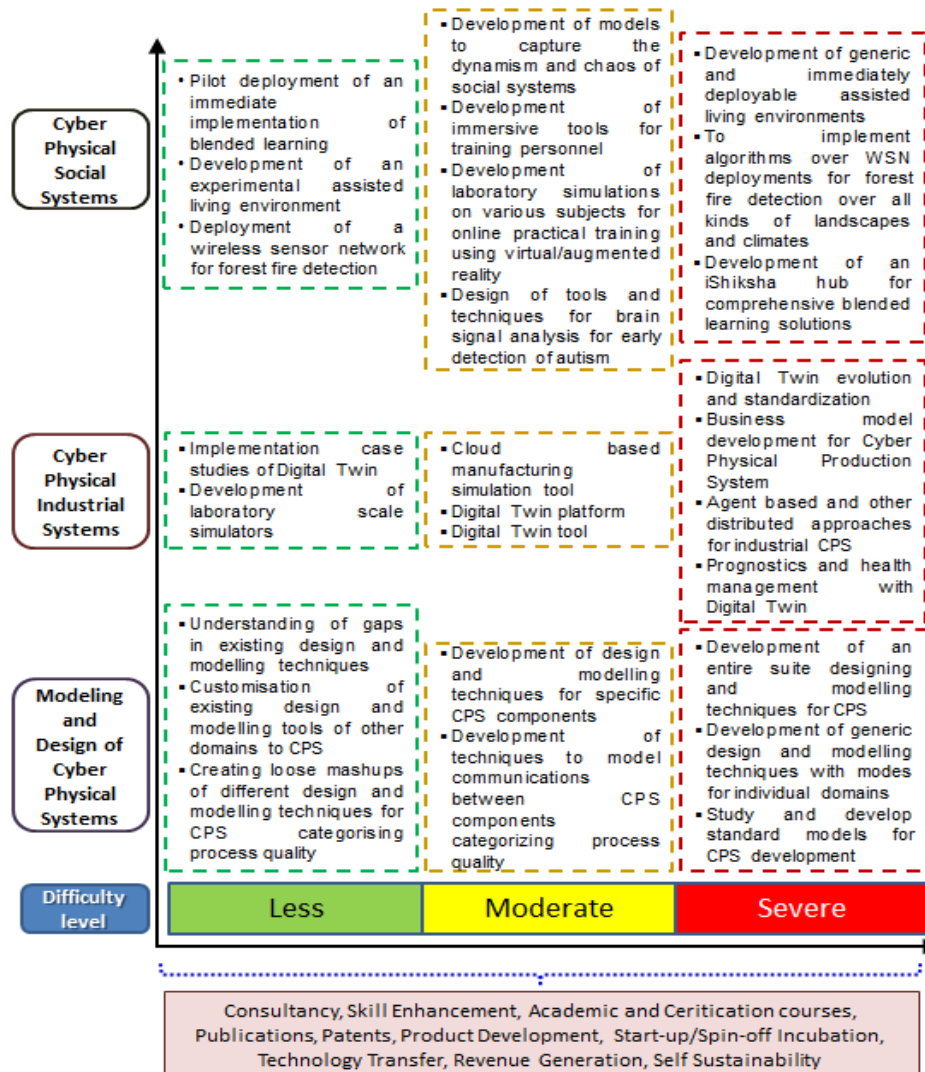 Cyber
Physical
Social
Systems
• Pilot deployment of an
immediate
implementation of
blended learning
• Development of an
experimental assisted
living environment
• Deployment of a
wireless sensor network
for forest fire detection
▪ Development of models
to capture the
dynamism and chaos of
social systems
▪ Development of
immersive tools for
training personnel
▪ Development of
laboratory simulations
on various subjects for
online practical training
using virtual/augmented
reality
▪ Design of tools and
techniques for brain
signal analysis for early
detection of autism
▪ Development of generic
and immediately
deployable assisted
living environments
▪ To implement
algorithms over WSN
deployments for forest
fire detection over all
kinds of landscapes
and climates
▪ Development of an
iShiksha hub for
comprehensive blended
learning solutions
Cyber
Physical
Industrial
Systems
▪ Implementation case
studies of Digital Twin
▪ Development of
laboratory scale
simulators
▪ Cloud based
manufacturing
simulation tool
▪ Digital Twin platform
▪ Digital Twin tool
▪ Digital Twin evolution
and standardization
▪ Business model
development for Cyber
Physical Production
System
▪ Agent based and other
distributed approaches
for industrial CPS
▪ Prognostics and health
management with
Digital Twin
Modeling
and
Design of
Cyber
Physical
Systems
▪ Understanding of gaps
in existing design and
modelling techniques
▪ Customisation of
existing design and
modelling tools of other
domains to CPS
▪ Creating loose mashups
of different design and
modelling techniques for
CPS categorising
process quality
▪ Development of design
and modelling
techniques for specific
CPS components
▪ Development of
techniques to model
communications
between CPS
components
categorizing process
quality
▪ Development of an
entire suite designing
and modelling
techniques for CPS
▪ Development of generic
design and modelling
techniques with modes
for individual domains
▪ Study and develop
standard models for
CPS development
Difficulty
level
Less
Moderate
Severe
Consultancy, Skill Enhancement, Academic and Ceritication courses,
Publications, Patents, Product Development, Start-up/Spin-off Incubation,
Technology Transfer, Revenue Generation, Self Sustainability